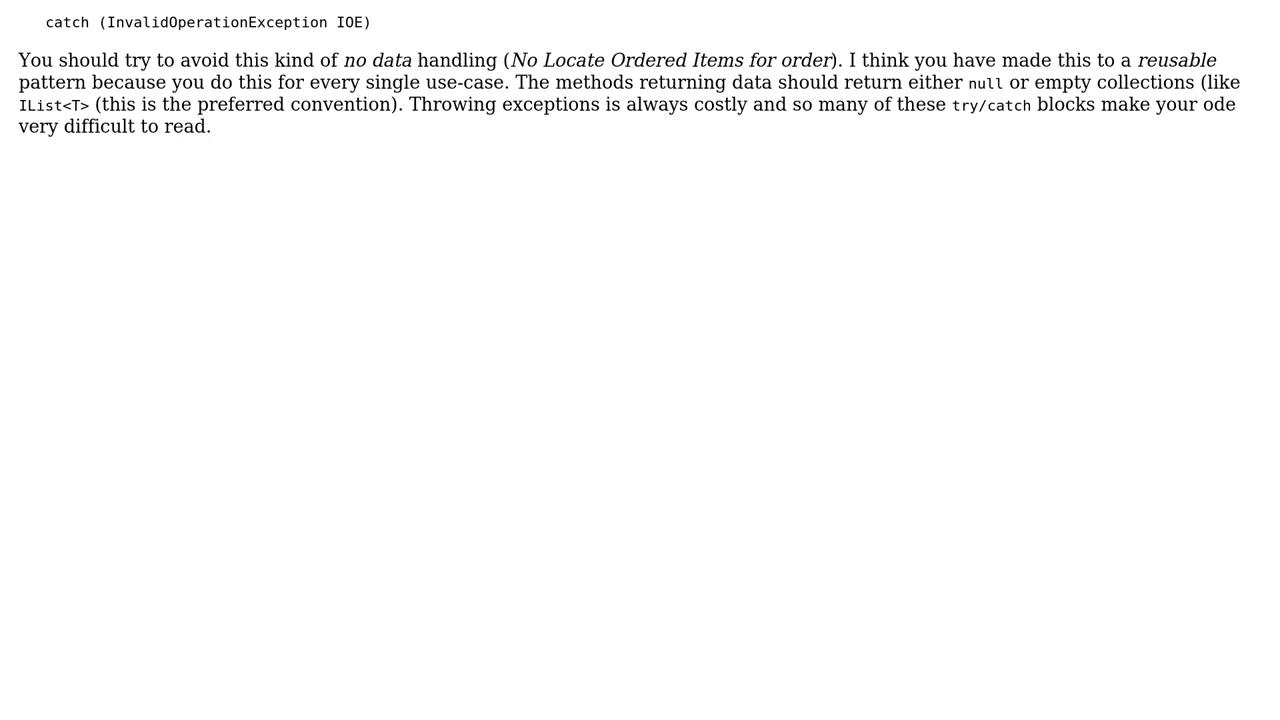 catch (InvalidOperationException IOE)
You should try to avoid this kind of no data handling (No Locate Ordered Items for order). I think you have made this to a reusable
pattern because you do this for every single use-case. The methods returning data should return either null or empty collections (like
IList<T> (this is the preferred convention). Throwing exceptions is always costly and so many of these try/catch blocks make your ode
very difficult to read.